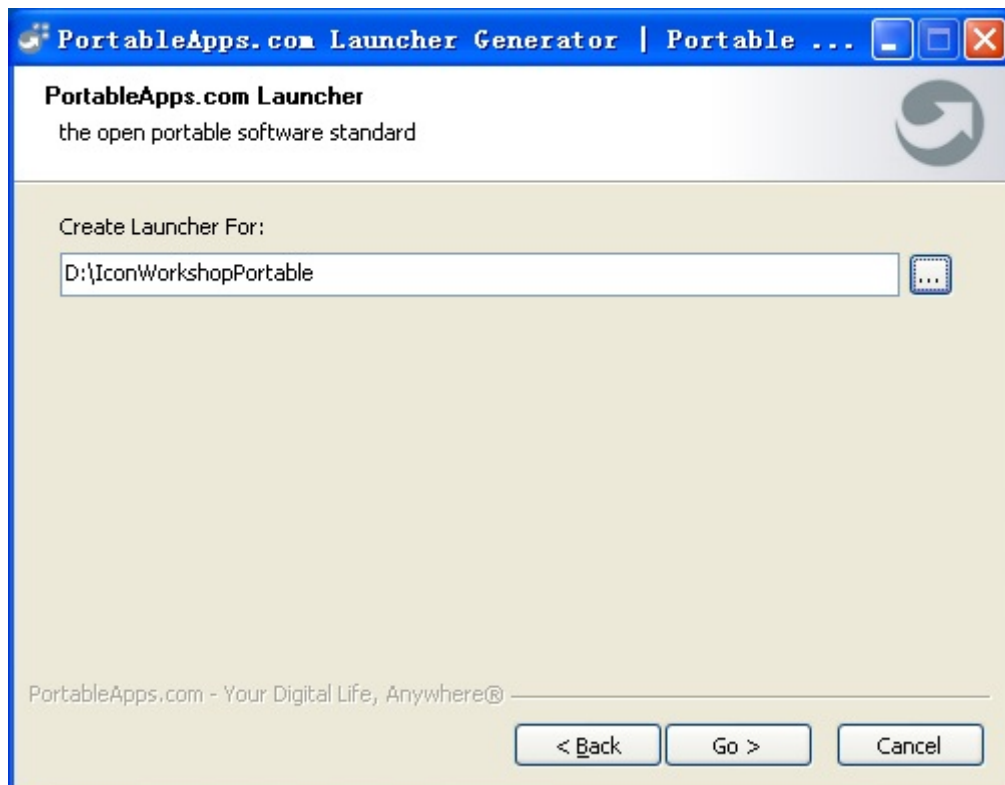 PortableApps.com Launcher Generator | Portable ...
PortableApps.com Launcher
the open portable software standard
Create Launcher For:
D:\IconWorkshopPortable
...
PortableApps.com - Your Digital Life, Anywhere®
< Back
Go >
Cancel